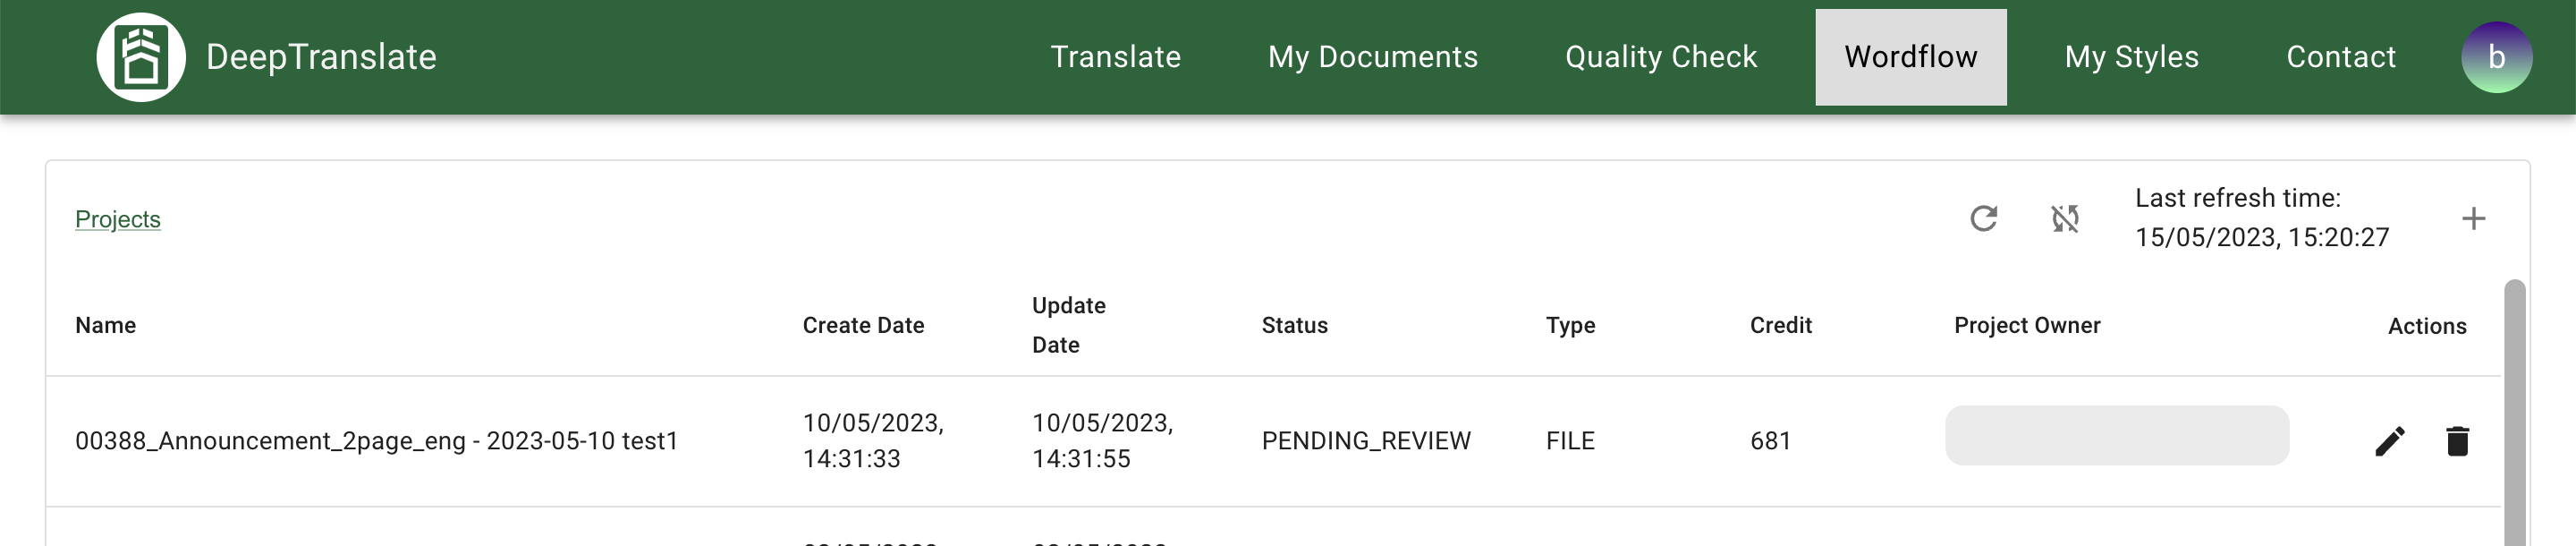 DeepTranslate
Translate
My Documents
Quality Check
Wordflow
My Styles
Contact
b
Projects
Last refresh time:
15/05/2023, 15:20:27
Name
Create Date
Update
Date
Status
Type
Credit
Project Owner
Actions
00388_Announcement_2page_eng - 2023-05-10 test1
10/05/2023,
14:31:33
10/05/2023,
14:31:55
PENDING_REVIEW
FILE
681